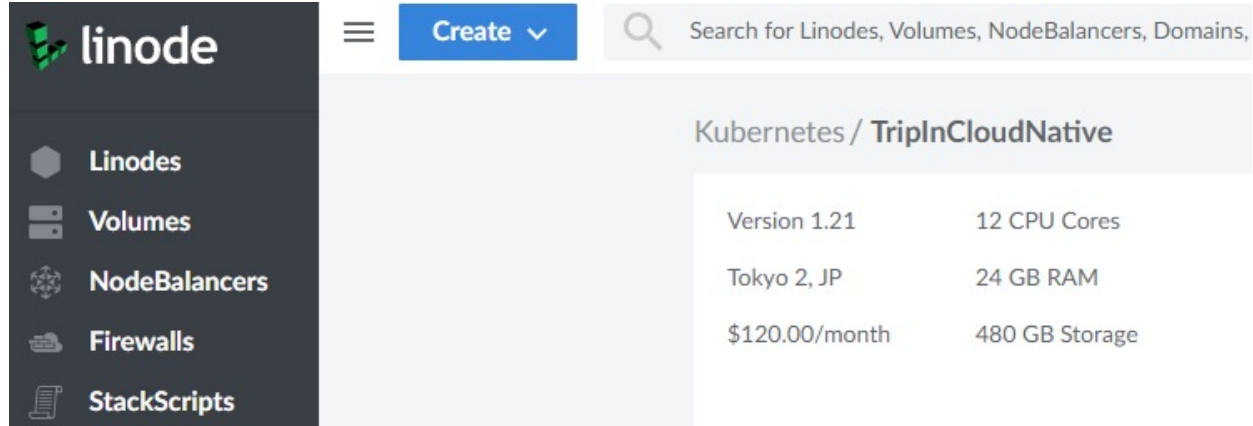 linode
Create
Search for Linodes, Volumes, NodeBalancers, Domains,
Linodes
Volumes
NodeBalancers
Firewalls
StackScripts
Kubernetes / TripInCloudNative
Version 1.21 12 CPU Cores
Tokyo 2, JP 24 GB RAM
$120.00/month 480 GB Storage